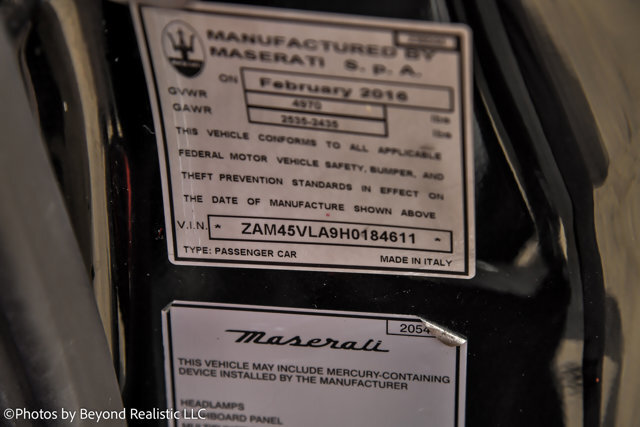 MANUFACTURED BY
MASERATI S.p.A.
ON February 2016
GVWR 4970 lbs
GAWR 2535-2435 lbs
THIS VEHICLE CONFORMS TO ALL APPLICABLE
FEDERAL MOTOR VEHICLE SAFETY, BUMPER, AND
THEFT PREVENTION STANDARDS IN EFFECT ON
THE DATE OF MANUFACTURE SHOWN ABOVE
V.I.N. * ZAM45VLA9H0184611 *
TYPE: PASSENGER CAR MADE IN ITALY
2054
Maserati
THIS VEHICLE MAY INCLUDE MERCURY-CONTAINING
DEVICE INSTALLED BY THE MANUFACTURER
HEADLAMPS
PANEL
©Photos by Beyond Realistic LLC